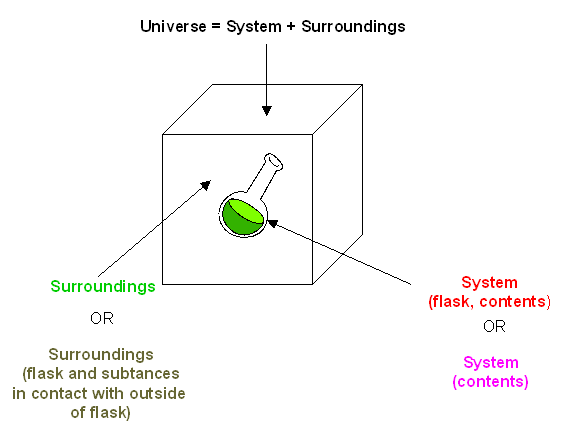 Universe = System + Surroundings
Surroundings
OR
Surroundings
(flask and subtances
in contact with outside
of flask)
System
(flask, contents)
OR
System
(contents)